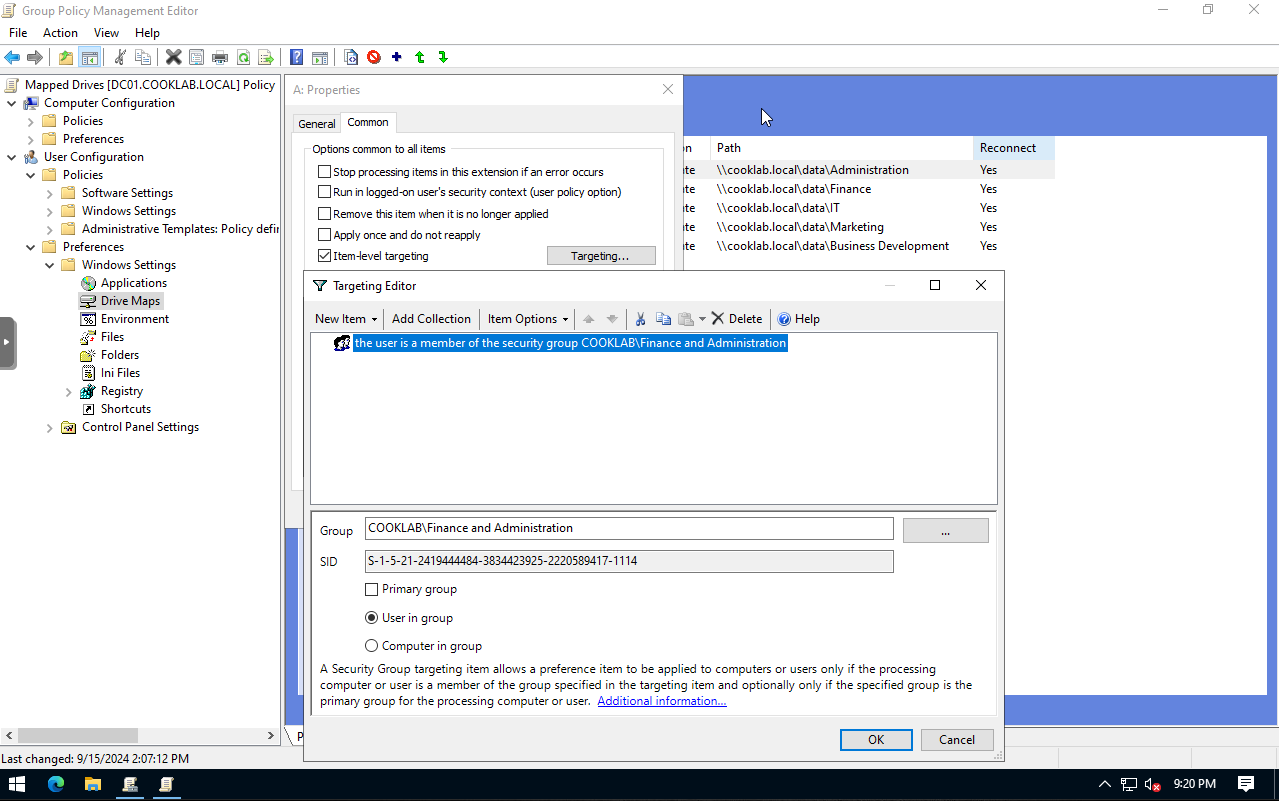 Group Policy Management Editor
File Action View Help
Mapped Drives [DC01.COOKLAB.LOCAL] Policy
Computer Configuration
Policies
Preferences
User Configuration
Policies
Software Settings
Windows Settings
Administrative Templates: Policy defin
Preferences
Windows Settings
Applications
Drive Maps
Environment
Files
Folders
Ini Files
Registry
Shortcuts
Control Panel Settings
A: Properties
General Common
Options common to all items
Stop processing items in this extension if an error occurs
Run in logged-on user's security context (user policy option)
Remove this item when it is no longer applied
Apply once and do not reapply
Item-level targeting Targeting...
Path Reconnect
\\cooklab.local\data\Administration Yes
\\cooklab.local\data\Finance Yes
\\cooklab.local\data\IT Yes
\\cooklab.local\data\Marketing Yes
\\cooklab.local\data\Business Development Yes
Targeting Editor
New Item Add Collection Item Options Delete Help
the user is a member of the security group COOKLAB\Finance and Administration
Group COOKLAB\Finance and Administration ...
SID S-1-5-21-2419444484-3834423925-2220589417-1114
Primary group
User in group
Computer in group
A Security Group targeting item allows a preference item to be applied to computers or users only if the processing
computer or user is a member of the group specified in the targeting item and optionally only if the specified group is the
primary group for the processing computer or user. Additional information...
OK Cancel
Last changed: 9/15/2024 2:07:12 PM
9:20 PM